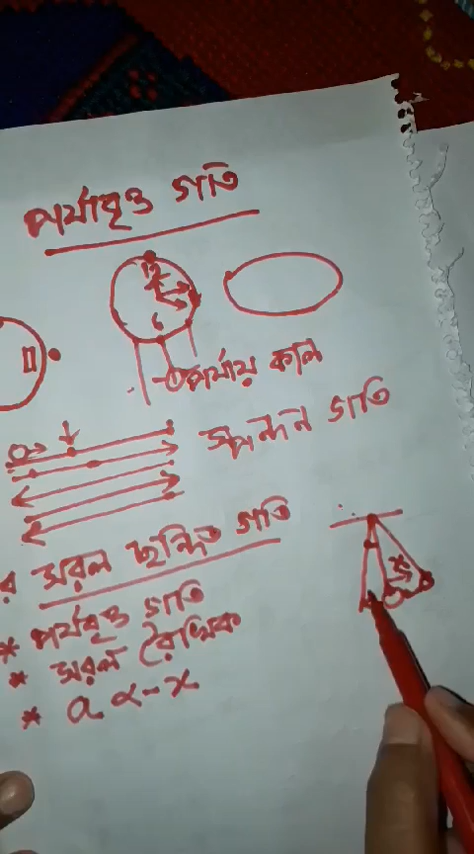 পর্যাবৃত্ত গতি
12
6
পর্যায় কাল
স্পন্দন গতি
র সরল ছন্দিত গতি
* পর্যাবৃত্ত গতি
* সরল রৈখিক
* a ∝ - x
x